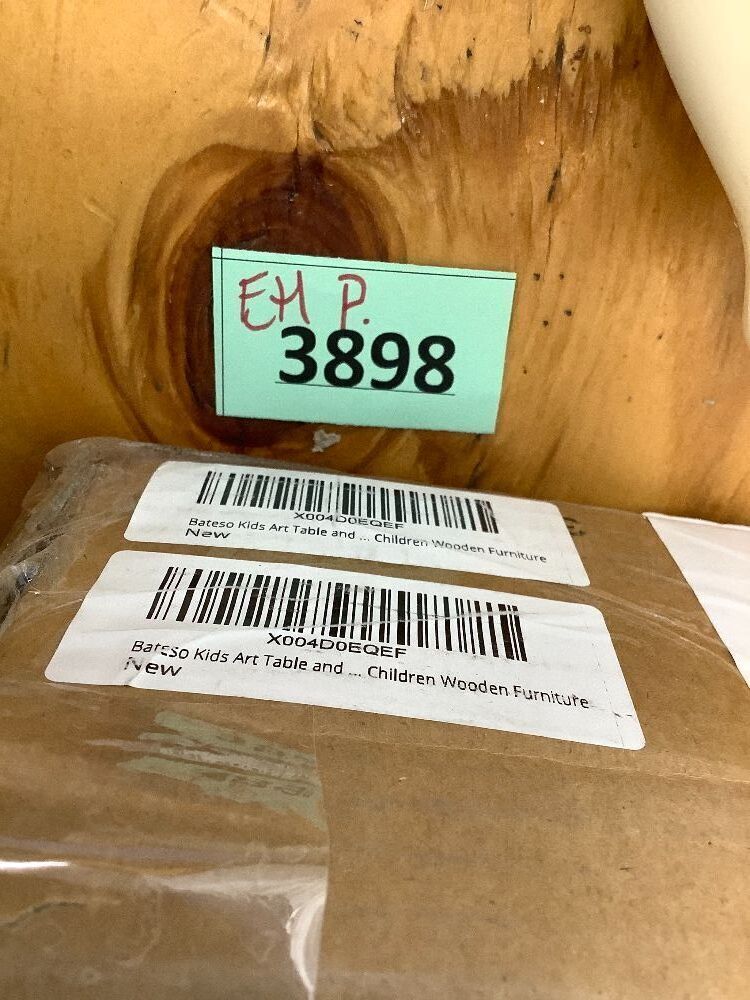 EH P.
3898
X004D0EQEF
Bateso Kids Art Table and ... Children Wooden Furniture
New
X004D0EQEF
Bateso Kids Art Table and ... Children Wooden Furniture
New